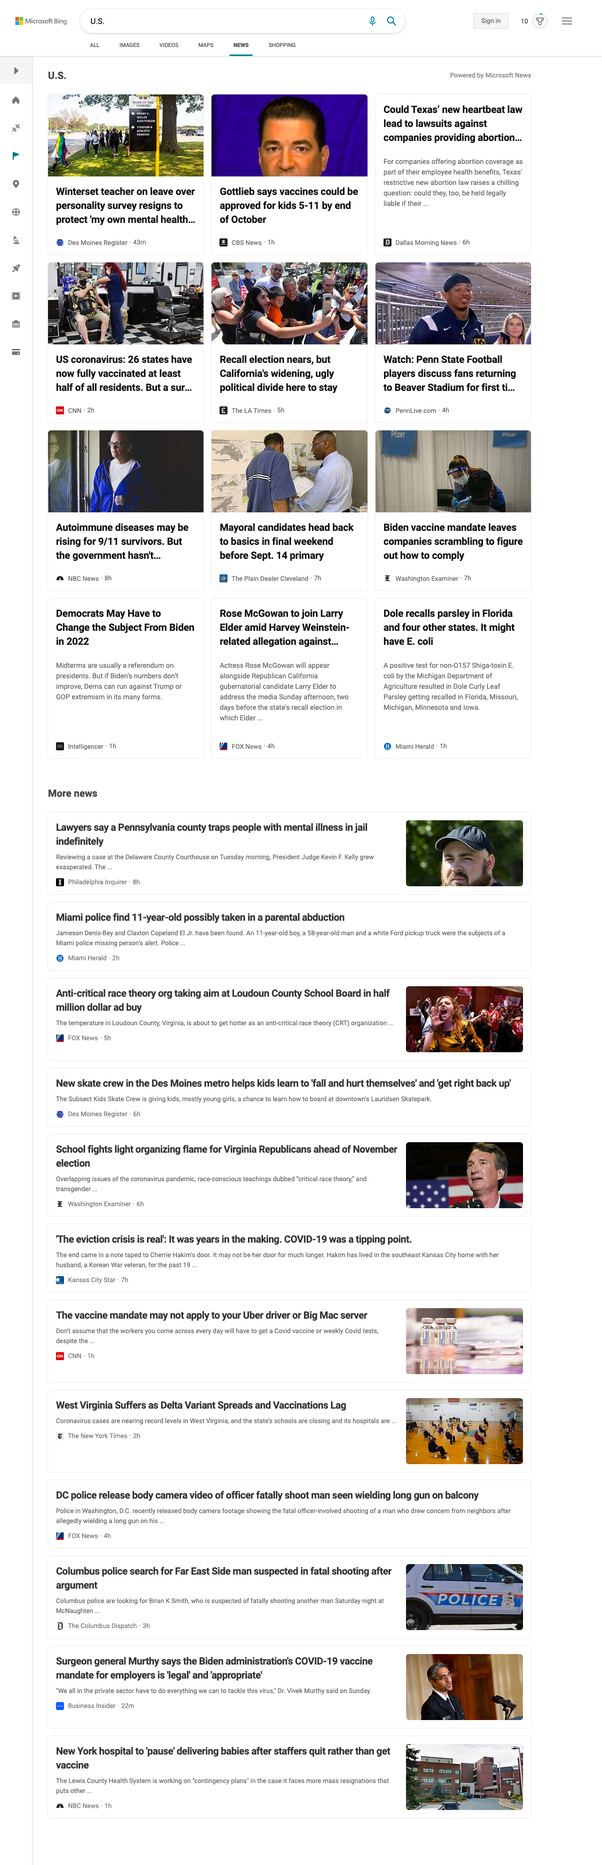 Microsoft Bing
U.S.
Sign in
10
ALL
IMAGES
VIDEOS
MAPS
NEWS
SHOPPING
U.S.
Powered by Microsoft News
Winterset teacher on leave over
personality survey resigns to
protect 'my own mental health...
Des Moines Register · 43m
Gottlieb says vaccines could be
approved for kids 5-11 by end
of October
CBS News · 1h
Could Texas' new heartbeat law
lead to lawsuits against
companies providing abortion...
For companies offering abortion coverage as
part of their employee health benefits, Texas'
restrictive new abortion law raises a chilling
question: could they, too, be held legally
liable if their ...
Dallas Morning News · 6h
US coronavirus: 26 states have
now fully vaccinated at least
half of all residents. But a sur...
CNN · 2h
Recall election nears, but
California's widening, ugly
political divide here to stay
The LA Times · 5h
Watch: Penn State Football
players discuss fans returning
to Beaver Stadium for first ti...
PennLive.com · 4h
Pfizer
Pfizer
Autoimmune diseases may be
rising for 9/11 survivors. But
the government hasn't...
NBC News · 8h
Mayoral candidates head back
to basics in final weekend
before Sept. 14 primary
The Plain Dealer Cleveland · 7h
Biden vaccine mandate leaves
companies scrambling to figure
out how to comply
Washington Examiner · 7h
Democrats May Have to
Change the Subject From Biden
in 2022
Midterms are usually a referendum on
presidents. But if Biden's numbers don't
improve, Dems can run against Trump or
GOP extremism in its many forms.
Intelligencer · 1h
Rose McGowan to join Larry
Elder amid Harvey Weinstein-
related allegation against...
Actress Rose McGowan will appear
alongside Republican California
gubernatorial candidate Larry Elder to
address the media Sunday afternoon, two
days before the state's recall election in
which Elder ...
FOX News · 4h
Dole recalls parsley in Florida
and four other states. It might
have E. coli
A positive test for non-O157 Shiga-toxin E.
coli by the Michigan Department of
Agriculture resulted in Dole Curly Leaf
Parsley getting recalled in Florida, Missouri,
Michigan, Minnesota and Iowa.
Miami Herald · 1h
More news
Lawyers say a Pennsylvania county traps people with mental illness in jail
indefinitely
Reviewing a case at the Delaware County Courthouse on Tuesday morning, President Judge Kevin F. Kelly grew
exasperated. The ...
Philadelphia Inquirer · 8h
Miami police find 11-year-old possibly taken in a parental abduction
Jameson Denis-Bey and Claxton Copeland El Jr. have been found. An 11-year-old boy, a 58-year-old man and a white Ford pickup truck were the subjects of a
Miami police missing person's alert. Police ...
Miami Herald · 2h
Anti-critical race theory org taking aim at Loudoun County School Board in half
million dollar ad buy
The temperature in Loudoun County, Virginia, is about to get hotter as an anti-critical race theory (CRT) organization ...
FOX News · 5h
New skate crew in the Des Moines metro helps kids learn to 'fall and hurt themselves' and 'get right back up'
The Subsect Kids Skate Crew is giving kids, mostly young girls, a chance to learn how to board at downtown's Lauridsen Skatepark.
Des Moines Register · 6h
School fights light organizing flame for Virginia Republicans ahead of November
election
Overlapping issues of the coronavirus pandemic, race-conscious teachings dubbed "critical race theory," and
transgender ...
Washington Examiner · 6h
'The eviction crisis is real': It was years in the making. COVID-19 was a tipping point.
The end came in a note taped to Cherrie Hakim's door. It may not be her door for much longer. Hakim has lived in the southeast Kansas City home with her
husband, a Korean War veteran, for the past 19 ...
Kansas City Star · 7h
The vaccine mandate may not apply to your Uber driver or Big Mac server
Don't assume that the workers you come across every day will have to get a Covid vaccine or weekly Covid tests,
despite the ...
CNN · 1h
West Virginia Suffers as Delta Variant Spreads and Vaccinations Lag
Coronavirus cases are nearing record levels in West Virginia, and the state's schools are closing and its hospitals are ...
The New York Times · 2h
DC police release body camera video of officer fatally shoot man seen wielding long gun on balcony
Police in Washington, D.C. recently released body camera footage showing the fatal officer-involved shooting of a man who drew concern from neighbors after
allegedly wielding a long gun on his ...
FOX News · 4h
Columbus police search for Far East Side man suspected in fatal shooting after
argument
Columbus police are looking for Brian K Smith, who is suspected of fatally shooting another man Saturday night at
McNaughten ...
The Columbus Dispatch · 3h
POLICE
Surgeon general Murthy says the Biden administration's COVID-19 vaccine
mandate for employers is 'legal' and 'appropriate'
"We all in the private sector have to do everything we can to tackle this virus," Dr. Vivek Murthy said on Sunday.
Business Insider · 22m
New York hospital to 'pause' delivering babies after staffers quit rather than get
vaccine
The Lewis County Health System is working on "contingency plans" in the case it faces more mass resignations that
puts other ...
NBC News · 1h